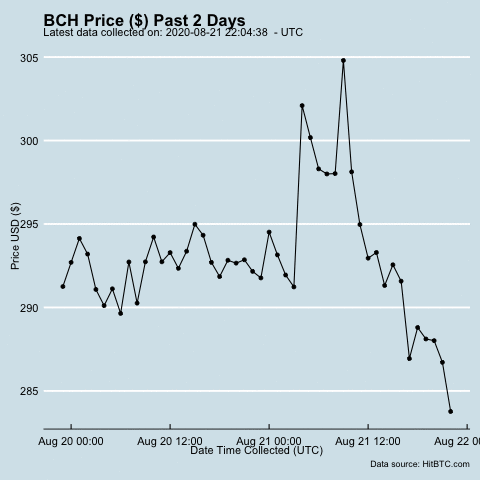 BCH Price ($) Past 2 Days
Latest data collected on: 2020-08-21 22:04:38 - UTC
305
300
295
290
285
Price USD ($)
Aug 20 00:00
Aug 20 12:00
Aug 21 00:00
Aug 21 12:00
Aug 22 0
Date Time Collected (UTC)
Data source: HitBTC.com